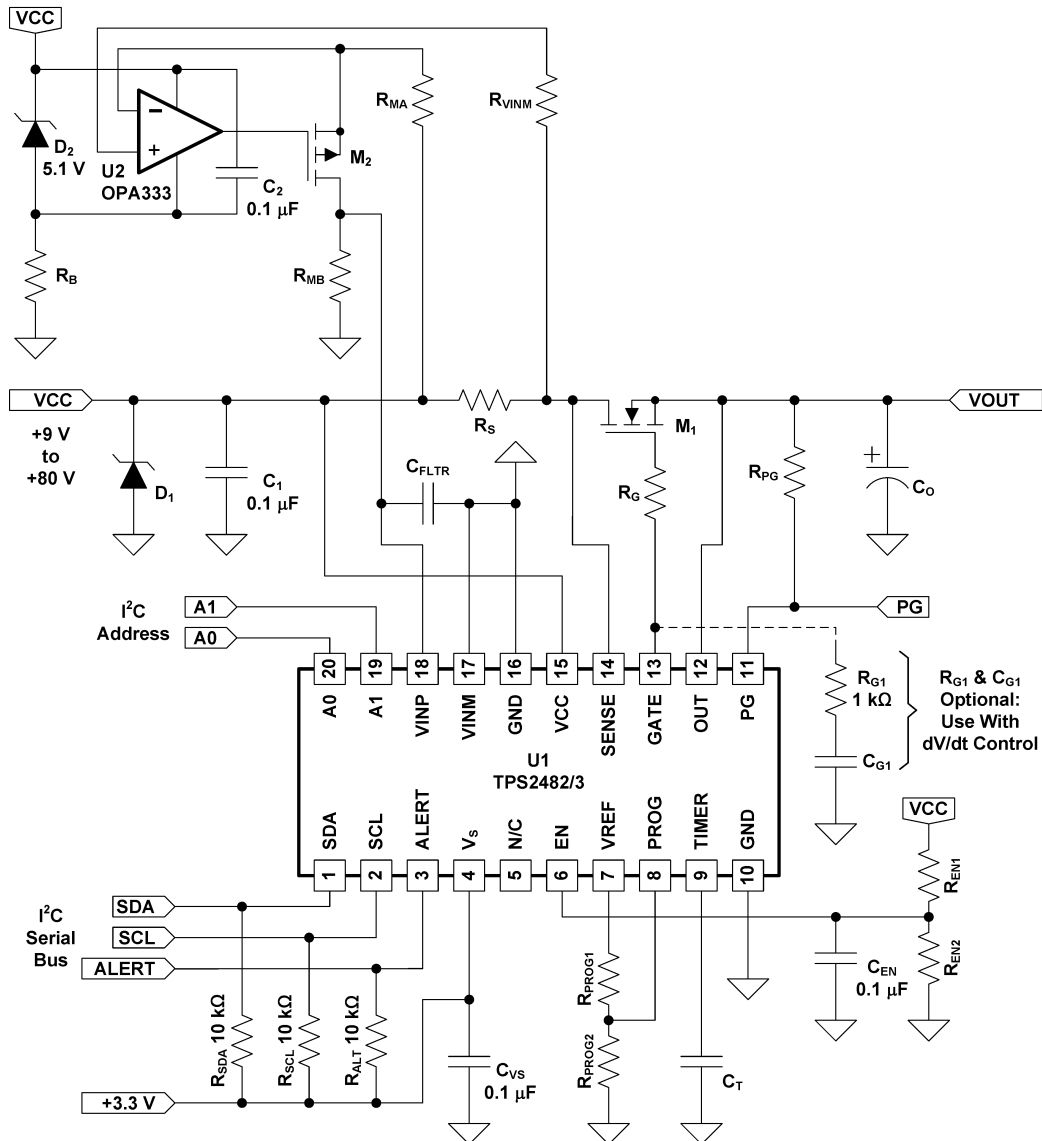 VCC
D2
5.1 V
U2
OPA333
C2
0.1 μF
M2
RMA
RVINM
RB
RMB
VCC
+9 V
to
+80 V
D1
C1
0.1 μF
RS
CFLTR
M1
RG
RPG
CO
VOUT
PG
I2C
Address
A1
A0
20
19
18
17
16
15
14
13
12
11
A0
A1
VINP
VINM
GND
VCC
SENSE
GATE
OUT
PG
U1
TPS2482/3
RG1
1 kΩ
CG1
RG1 & CG1
Optional:
Use With
dV/dt Control
SDA
SCL
ALERT
VS
N/C
EN
VREF
PROG
TIMER
GND
1
2
3
4
5
6
7
8
9
10
VCC
REN1
REN2
CEN
0.1 μF
I2C
Serial
Bus
SDA
SCL
ALERT
RSDA 10 kΩ
RSCL 10 kΩ
RALT 10 kΩ
+3.3 V
CVS
0.1 μF
RPROG1
RPROG2
CT